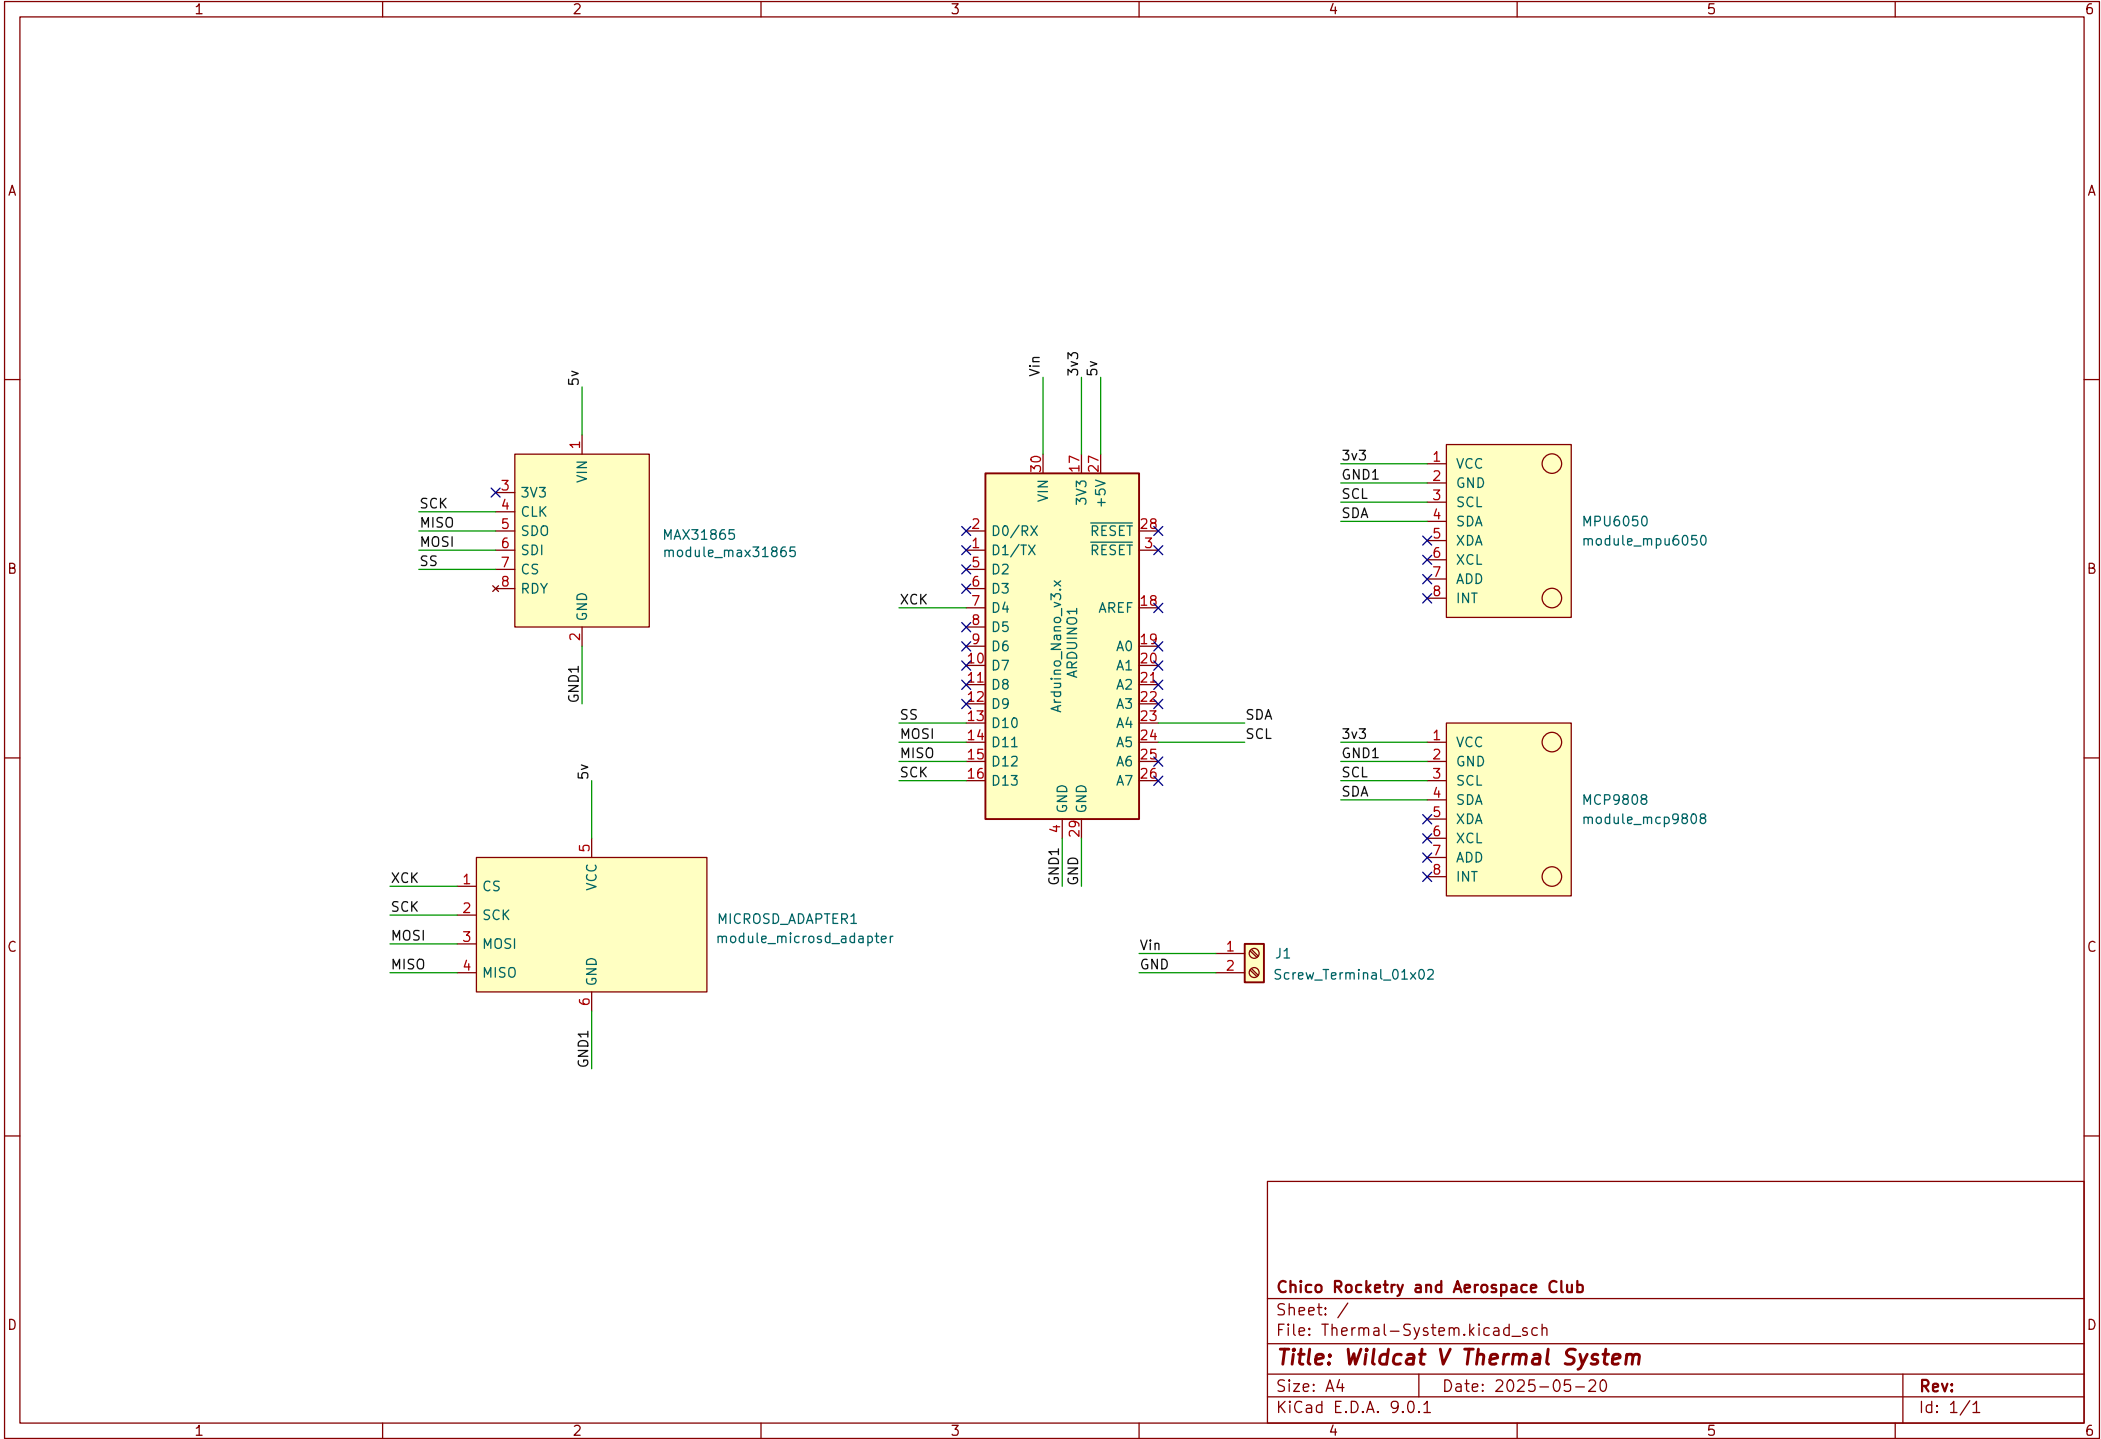 1 2 3 4 5 6
A A
B B
C C
D D
5v
1
VIN
3 3V3
SCK 4 CLK
MISO 5 SDO
MOSI 6 SDI
SS 7 CS
8 RDY
GND
2
GND1
MAX31865
module_max31865
5v
5
VCC
XCK 1 CS
SCK 2 SCK
MOSI 3 MOSI
MISO 4 MISO
GND
6
GND1
MICROSD_ADAPTER1
module_microsd_adapter
Vin 3v3 5v
30 17 27
VIN 3V3 +5V
2 D0/RX RESET 28
1 D1/TX RESET 3
5 D2
6 D3
XCK 7 D4 AREF 18
8 D5
9 D6 A0 19
10 D7 A1 20
11 D8 A2 21
12 D9 A3 22
SS 13 D10 A4 23 SDA
MOSI 14 D11 A5 24 SCL
MISO 15 D12 A6 25
SCK 16 D13 A7 26
Arduino_Nano_v3.x
ARDUINO1
GND GND
4 29
GND1 GND
3v3 1 VCC
GND1 2 GND
SCL 3 SCL
SDA 4 SDA
5 XDA
6 XCL
7 ADD
8 INT
MPU6050
module_mpu6050
3v3 1 VCC
GND1 2 GND
SCL 3 SCL
SDA 4 SDA
5 XDA
6 XCL
7 ADD
8 INT
MCP9808
module_mcp9808
Vin 1
GND 2
J1
Screw_Terminal_01x02
Chico Rocketry and Aerospace Club
Sheet: /
File: Thermal-System.kicad_sch
Title: Wildcat V Thermal System
Size: A4 Date: 2025-05-20 Rev:
KiCad E.D.A. 9.0.1 Id: 1/1
1 2 3 4 5 6